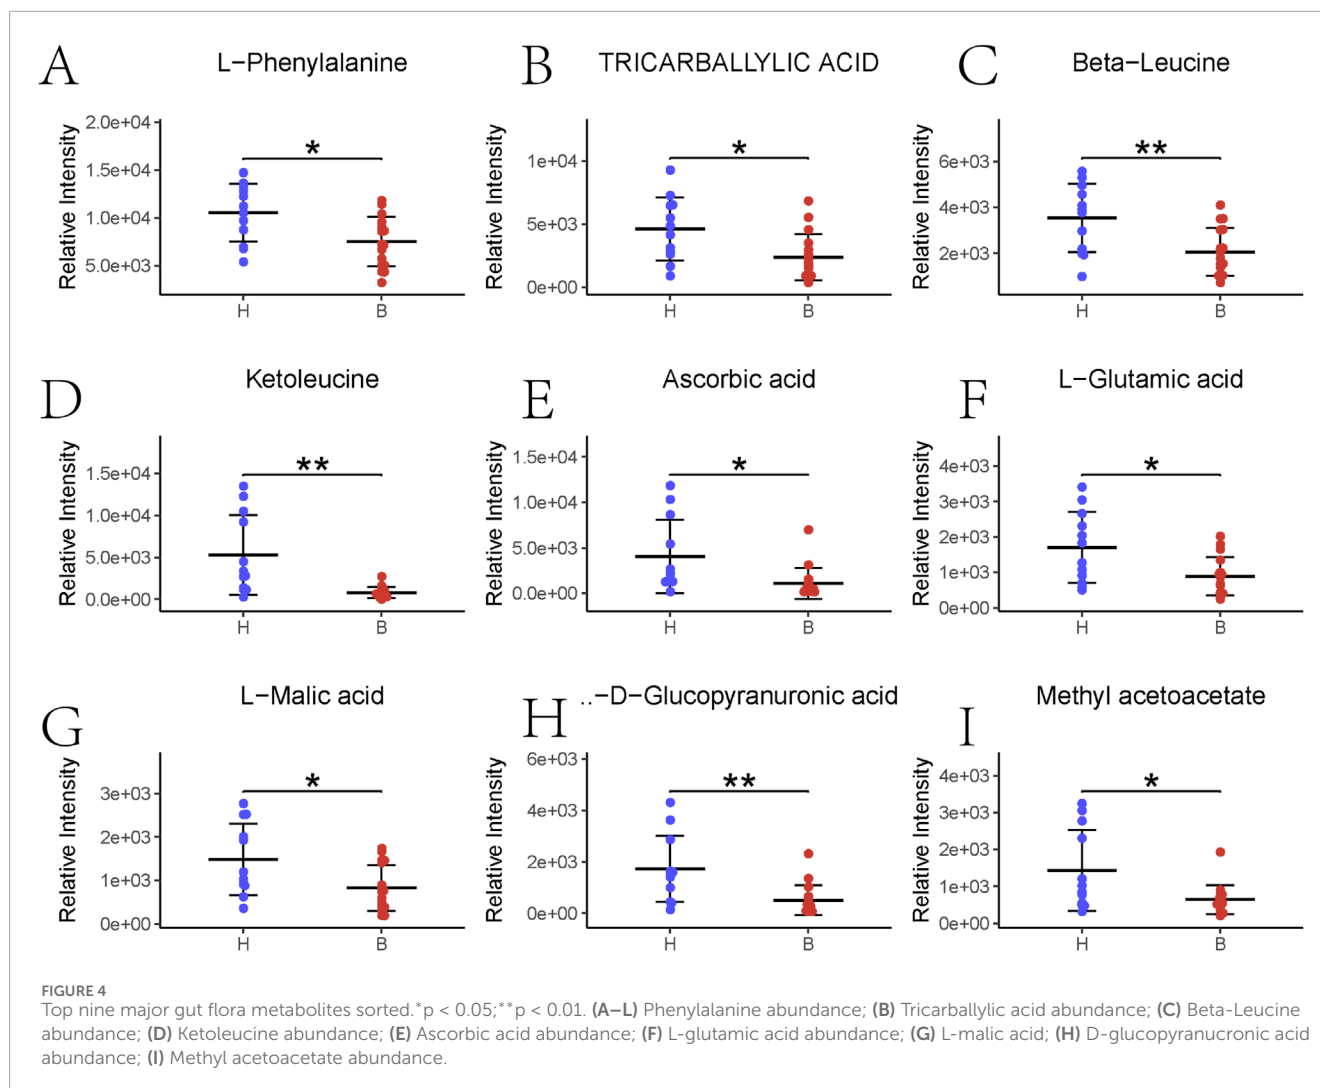 A L−Phenylalanine
Relative Intensity
2.0e+04
1.5e+04
1.0e+04
5.0e+03
*
H B
B TRICARBALLYLIC ACID
Relative Intensity
1e+04
5e+03
0e+00
*
H B
C Beta−Leucine
Relative Intensity
6e+03
4e+03
2e+03
**
H B
D Ketoleucine
Relative Intensity
1.5e+04
1.0e+04
5.0e+03
0.0e+00
**
H B
E Ascorbic acid
Relative Intensity
1.5e+04
1.0e+04
5.0e+03
0.0e+00
*
H B
F L−Glutamic acid
Relative Intensity
4e+03
3e+03
2e+03
1e+03
0e+00
*
H B
G L−Malic acid
Relative Intensity
3e+03
2e+03
1e+03
0e+00
*
H B
H ..−D−Glucopyranuronic acid
Relative Intensity
6e+03
4e+03
2e+03
0e+00
**
H B
I Methyl acetoacetate
Relative Intensity
4e+03
3e+03
2e+03
1e+03
0e+00
*
H B
FIGURE 4
Top nine major gut flora metabolites sorted.*p < 0.05;**p < 0.01. (A–L) Phenylalanine abundance; (B) Tricarballylic acid abundance; (C) Beta-Leucine
abundance; (D) Ketoleucine abundance; (E) Ascorbic acid abundance; (F) L-glutamic acid abundance; (G) L-malic acid; (H) D-glucopyranucronic acid
abundance; (I) Methyl acetoacetate abundance.